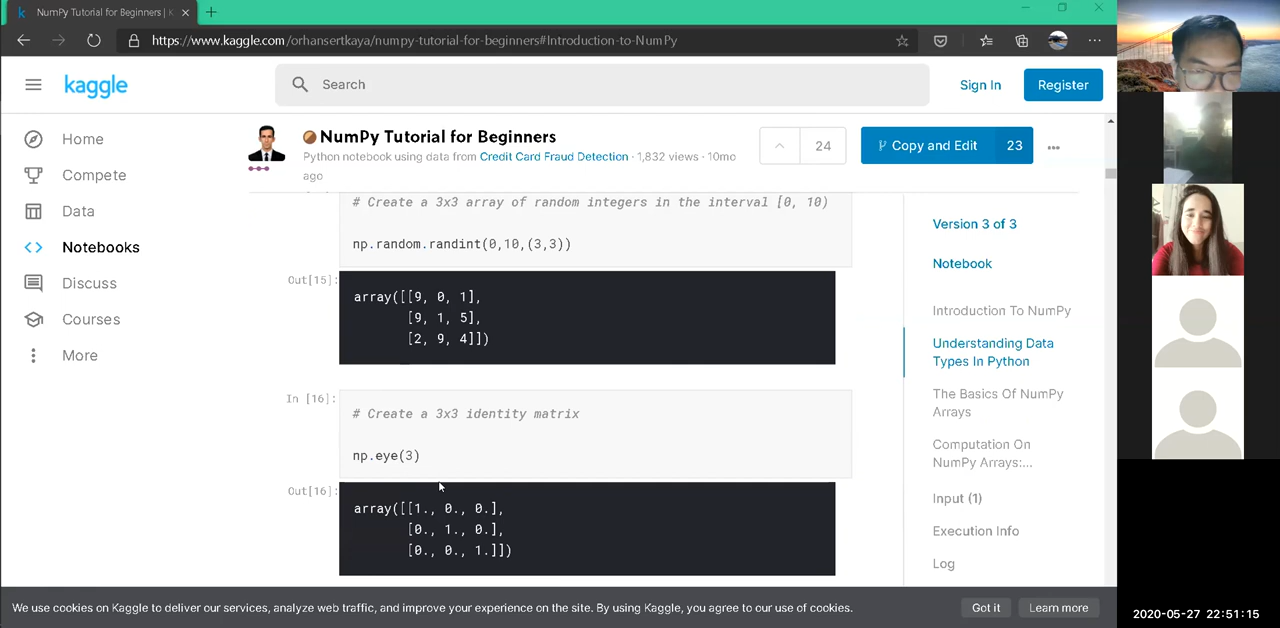 NumPy Tutorial for Beginners | K
https://www.kaggle.com/orhansertkaya/numpy-tutorial-for-beginners#Introduction-to-NumPy
kaggle
Search
Sign In
Register
Home
Compete
Data
Notebooks
Discuss
Courses
More
NumPy Tutorial for Beginners
Python notebook using data from Credit Card Fraud Detection · 1,832 views · 10mo
ago
24
Copy and Edit
23
# Create a 3x3 array of random integers in the interval [0, 10)
np.random.randint(0,10,(3,3))
Out[15]:
array([[9, 0, 1],
[9, 1, 5],
[2, 9, 4]])
In [16]:
# Create a 3x3 identity matrix
np.eye(3)
Out[16]:
array([[1., 0., 0.],
[0., 1., 0.],
[0., 0., 1.]])
Version 3 of 3
Notebook
Introduction To NumPy
Understanding Data
Types In Python
The Basics Of NumPy
Arrays
Computation On
NumPy Arrays:...
Input (1)
Execution Info
Log
We use cookies on Kaggle to deliver our services, analyze web traffic, and improve your experience on the site. By using Kaggle, you agree to our use of cookies.
Got it
Learn more
2020-05-27 22:51:15